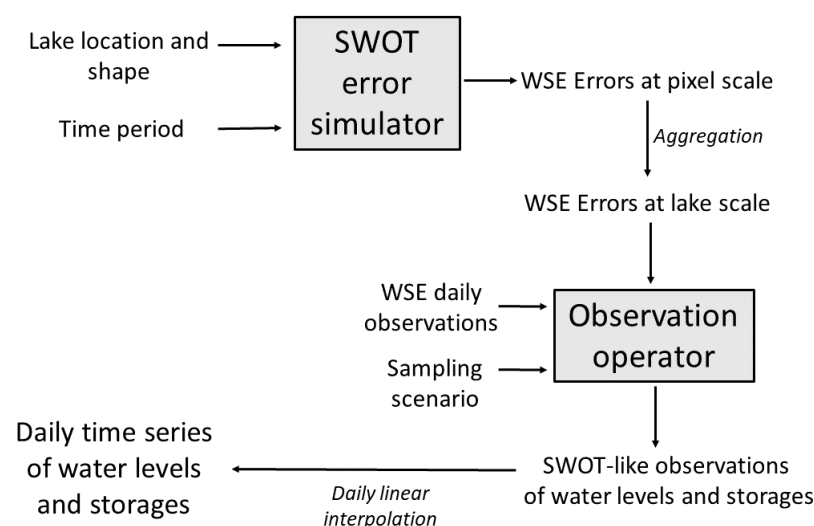 Lake location and
shape
Time period
SWOT
error
simulator
WSE Errors at pixel scale
Aggregation
WSE Errors at lake scale
WSE daily
observations
Sampling
scenario
Observation
operator
SWOT-like observations
of water levels and storages
Daily linear
interpolation
Daily time series
of water levels
and storages